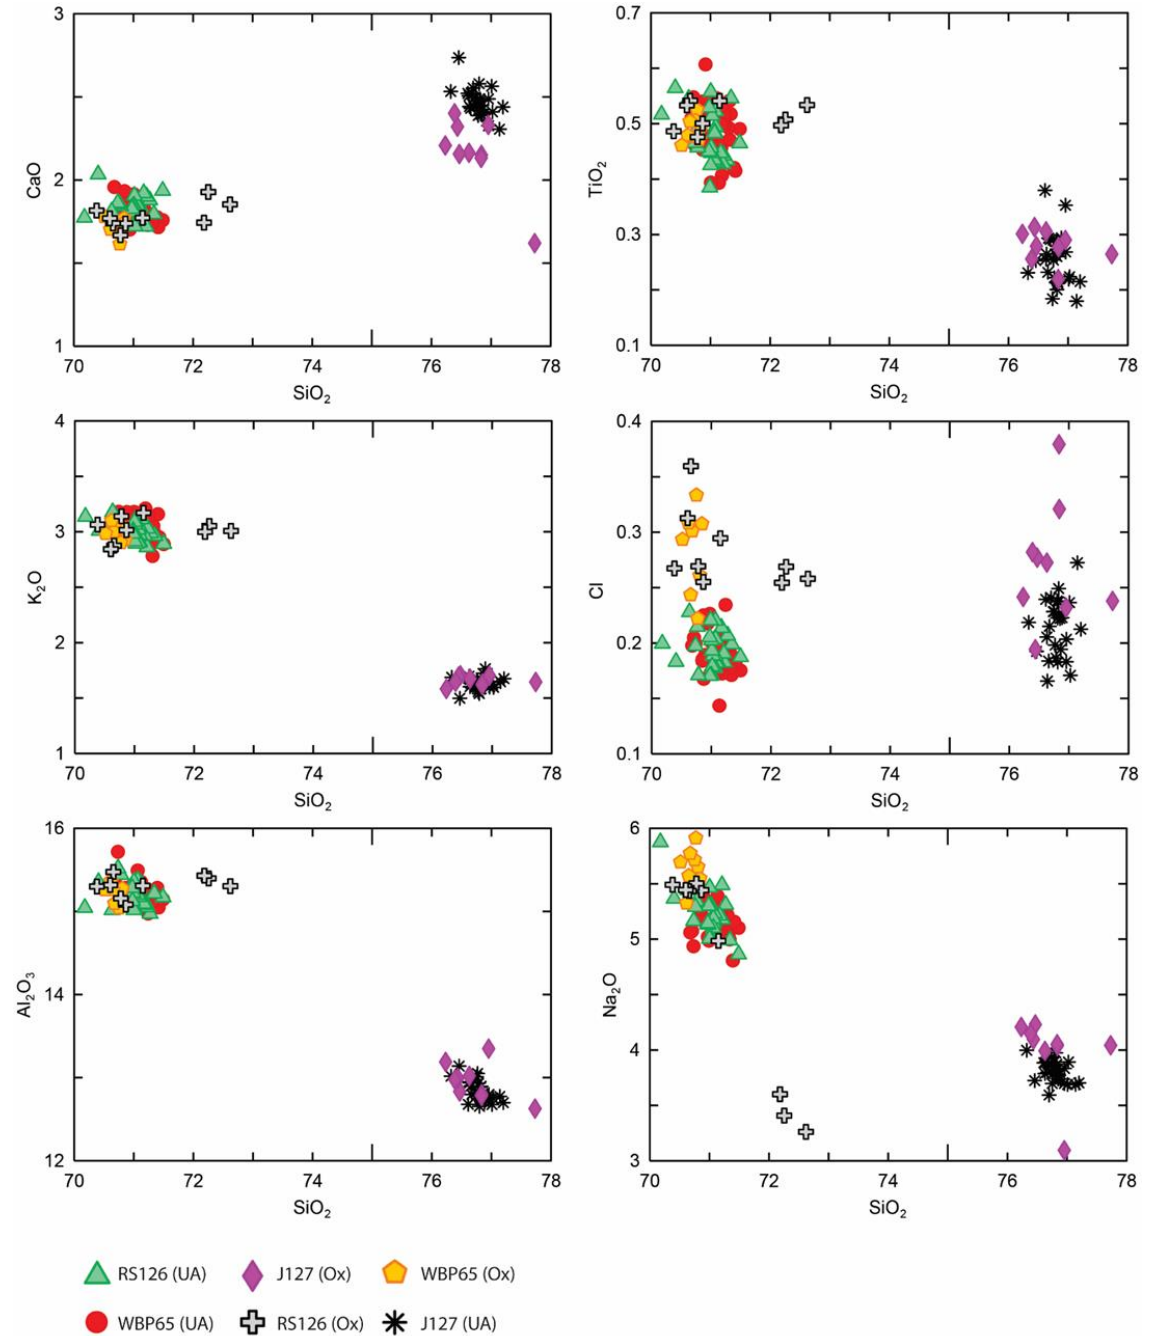 3
2
1
CaO
70
72
74
76
78
SiO2
0.7
0.5
0.3
0.1
TiO2
70
72
74
76
78
SiO2
4
3
2
1
K2O
70
72
74
76
78
SiO2
0.4
0.3
0.2
0.1
Cl
70
72
74
76
78
SiO2
16
14
12
Al2O3
70
72
74
76
78
SiO2
6
5
4
3
Na2O
70
72
74
76
78
SiO2
RS126 (UA)
J127 (Ox)
WBP65 (Ox)
WBP65 (UA)
RS126 (Ox)
J127 (UA)